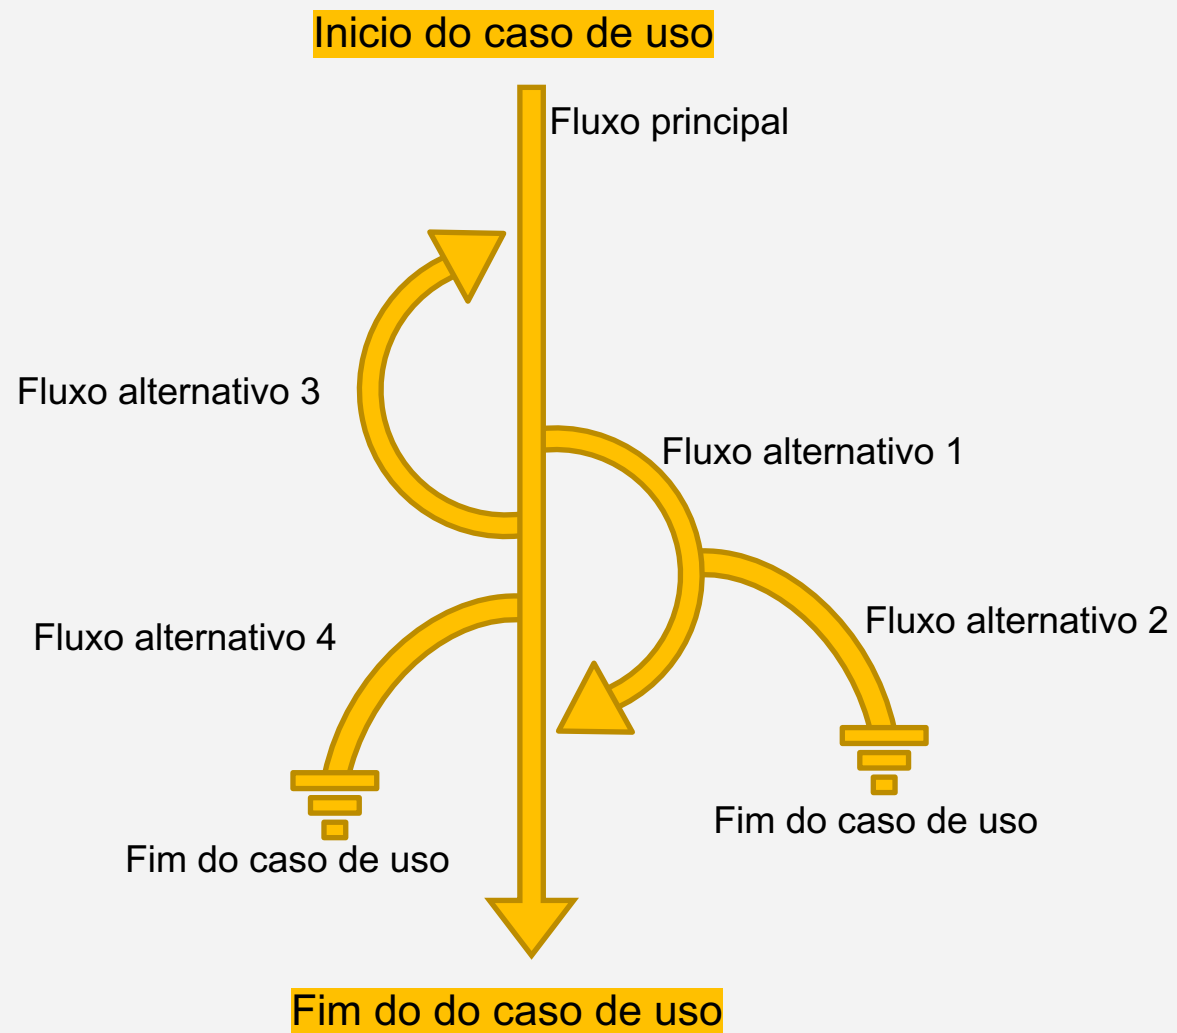 Inicio do caso de uso
Fluxo principal
Fluxo alternativo 3
Fluxo alternativo 1
Fluxo alternativo 2
Fluxo alternativo 4
Fim do caso de uso
Fim do caso de uso
Fim do do caso de uso